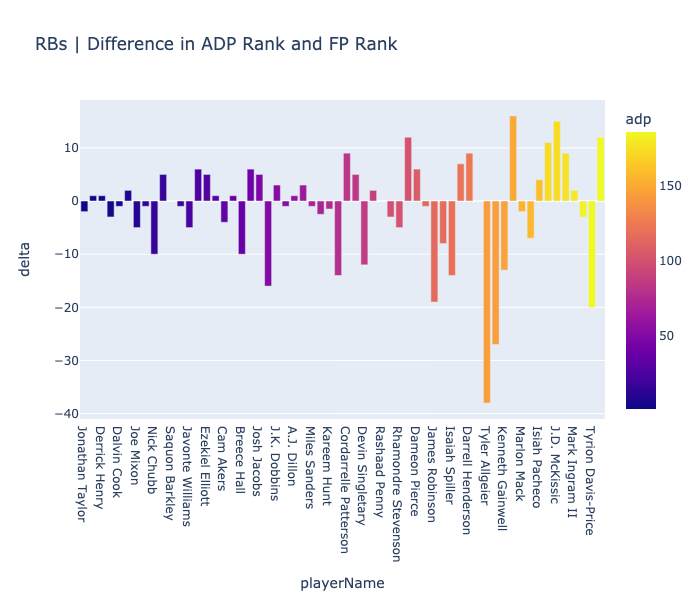 RBs | Difference in ADP Rank and FP Rank
adp
10
0
−10
−20
−30
−40
delta
150
100
50
Jonathan Taylor
Derrick Henry
Dalvin Cook
Joe Mixon
Nick Chubb
Saquon Barkley
Javonte Williams
Ezekiel Elliott
Cam Akers
Breece Hall
Josh Jacobs
J.K. Dobbins
A.J. Dillon
Miles Sanders
Kareem Hunt
Cordarrelle Patterson
Devin Singletary
Rashaad Penny
Rhamondre Stevenson
Dameon Pierce
James Robinson
Isaiah Spiller
Darrell Henderson
Tyler Allgeier
Kenneth Gainwell
Marlon Mack
Isiah Pacheco
J.D. McKissic
Mark Ingram II
Tyrion Davis-Price
playerName